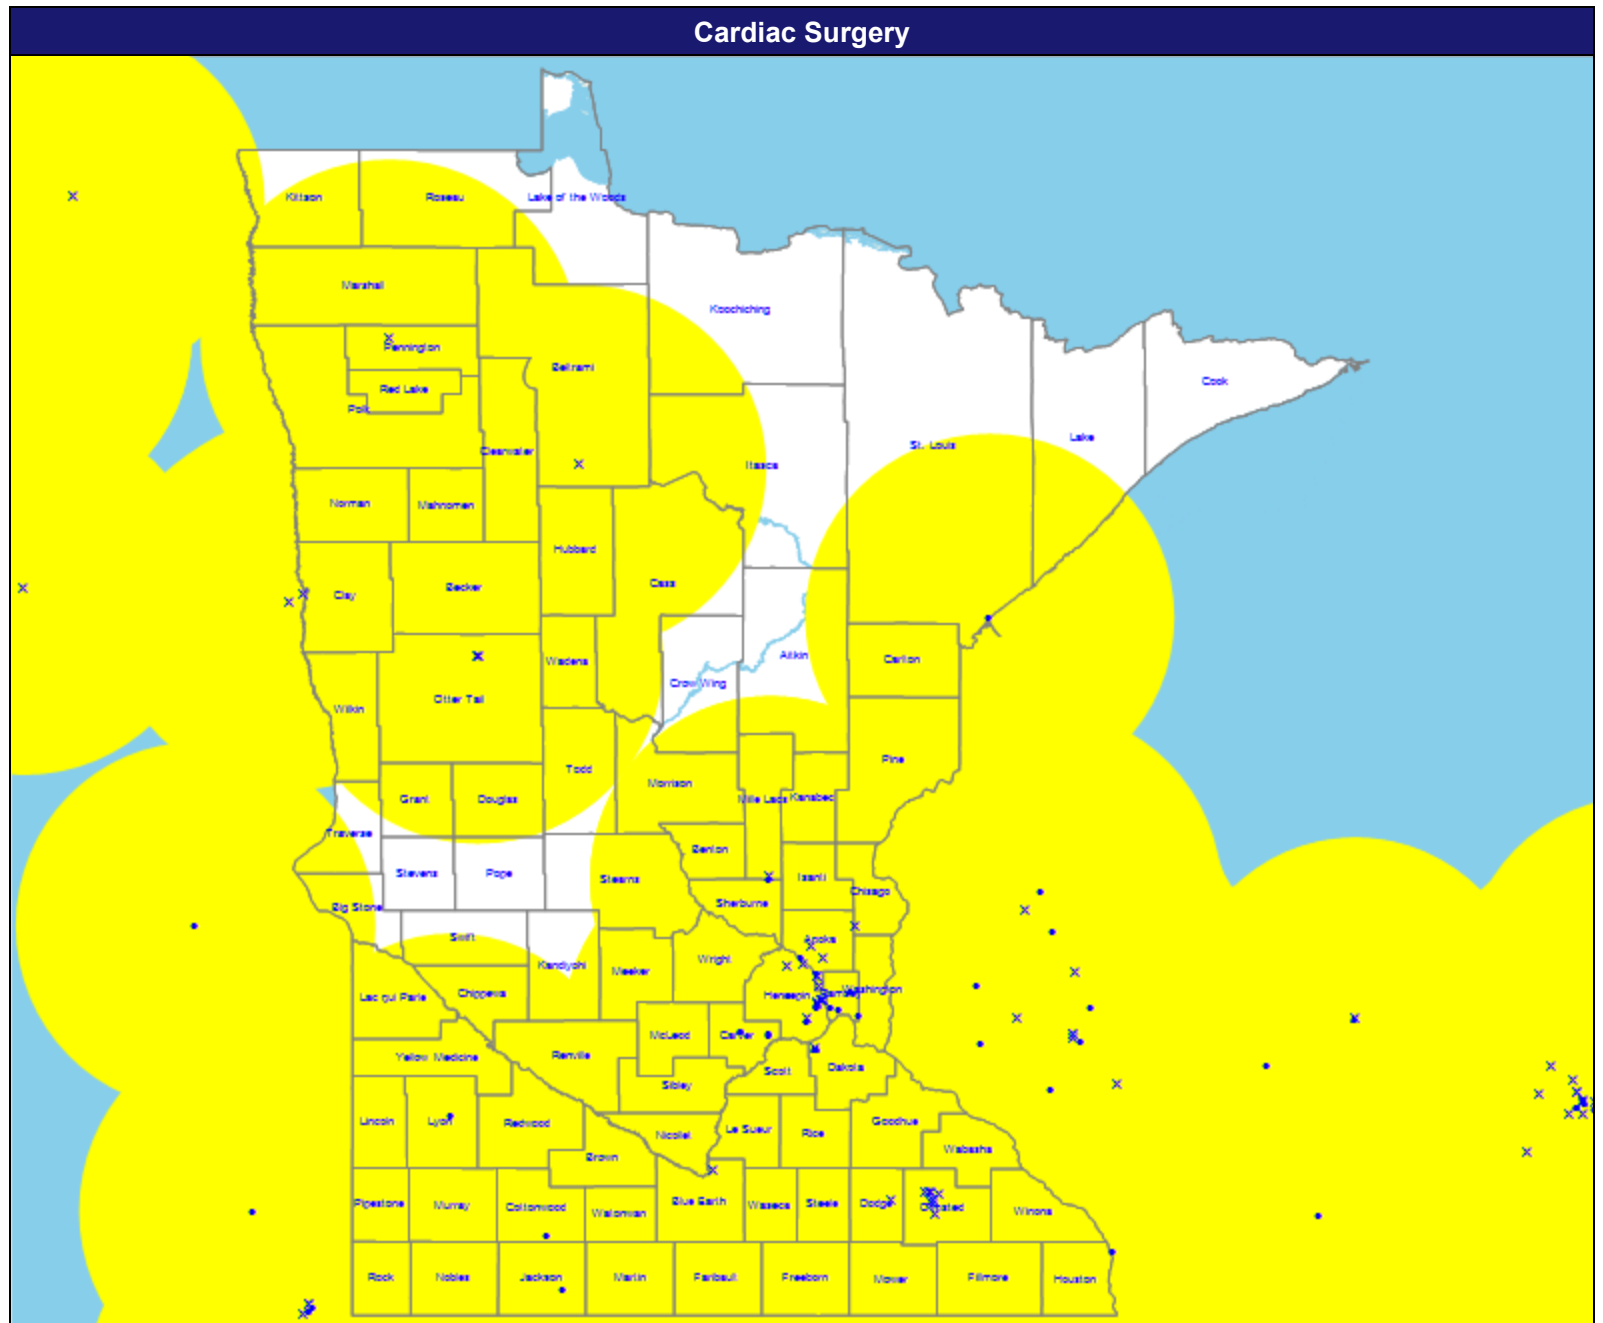 Cardiac Surgery
Kittson
Roseau
Lake of the Woods
Marshall
Koochiching
Pennington
Beltrami
Red Lake
Cook
Polk
Lake
St. Louis
Clearwater
Itasca
Norman
Mahnomen
Hubbard
Cass
Becker
Clay
Aitkin
Wadena
Carlton
Crow Wing
Otter Tail
Wilkin
Pine
Todd
Morrison
Grant
Douglas
Mille Lacs
Kanabec
Traverse
Benton
Stevens
Pope
Stearns
Isanti
Chisago
Sherburne
Big Stone
Swift
Anoka
Wright
Kandiyohi
Meeker
Chippewa
Lac qui Parle
Hennepin
Washington
McLeod
Carver
Yellow Medicine
Renville
Scott
Dakota
Sibley
Lincoln
Lyon
Redwood
Goodhue
Le Sueur
Rice
Nicollet
Wabasha
Brown
Pipestone
Murray
Cottonwood
Watonwan
Blue Earth
Waseca
Steele
Dodge
Olmsted
Winona
Rock
Nobles
Jackson
Martin
Faribault
Freeborn
Mower
Fillmore
Houston